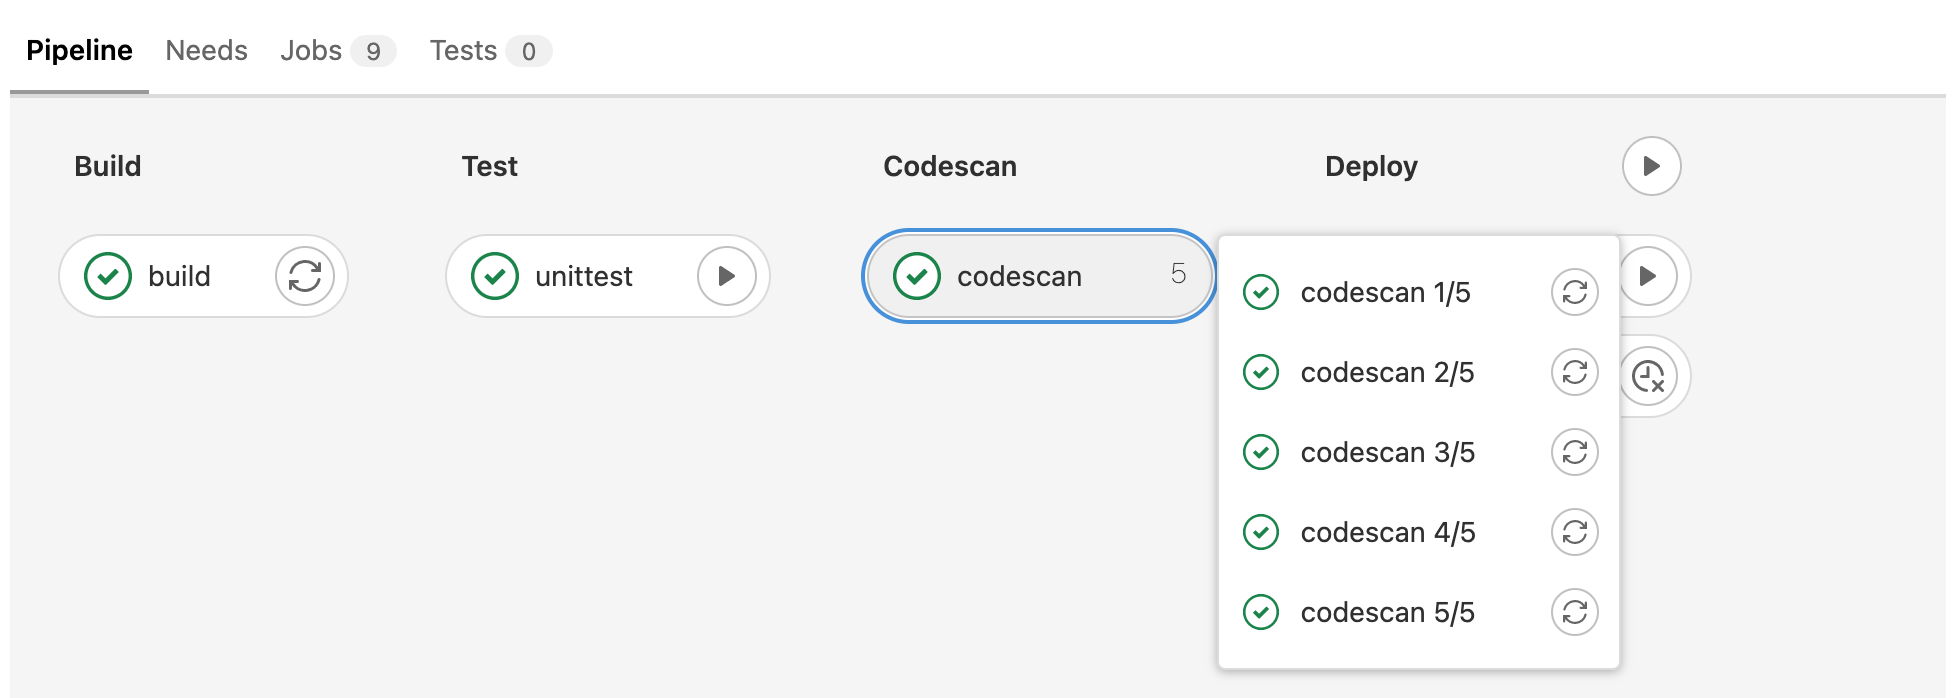 Pipeline Needs Jobs 9 Tests 0
Build Test Codescan Deploy
build unittest codescan 5
codescan 1/5
codescan 2/5
codescan 3/5
codescan 4/5
codescan 5/5